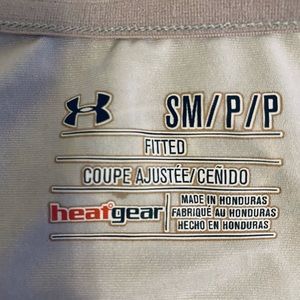 SM/P/P
FITTED
COUPE AJUSTÉE/CEÑIDO
heatgear
MADE IN HONDURAS
FABRIQUÉ AU HONDURAS
HECHO EN HONDURAS